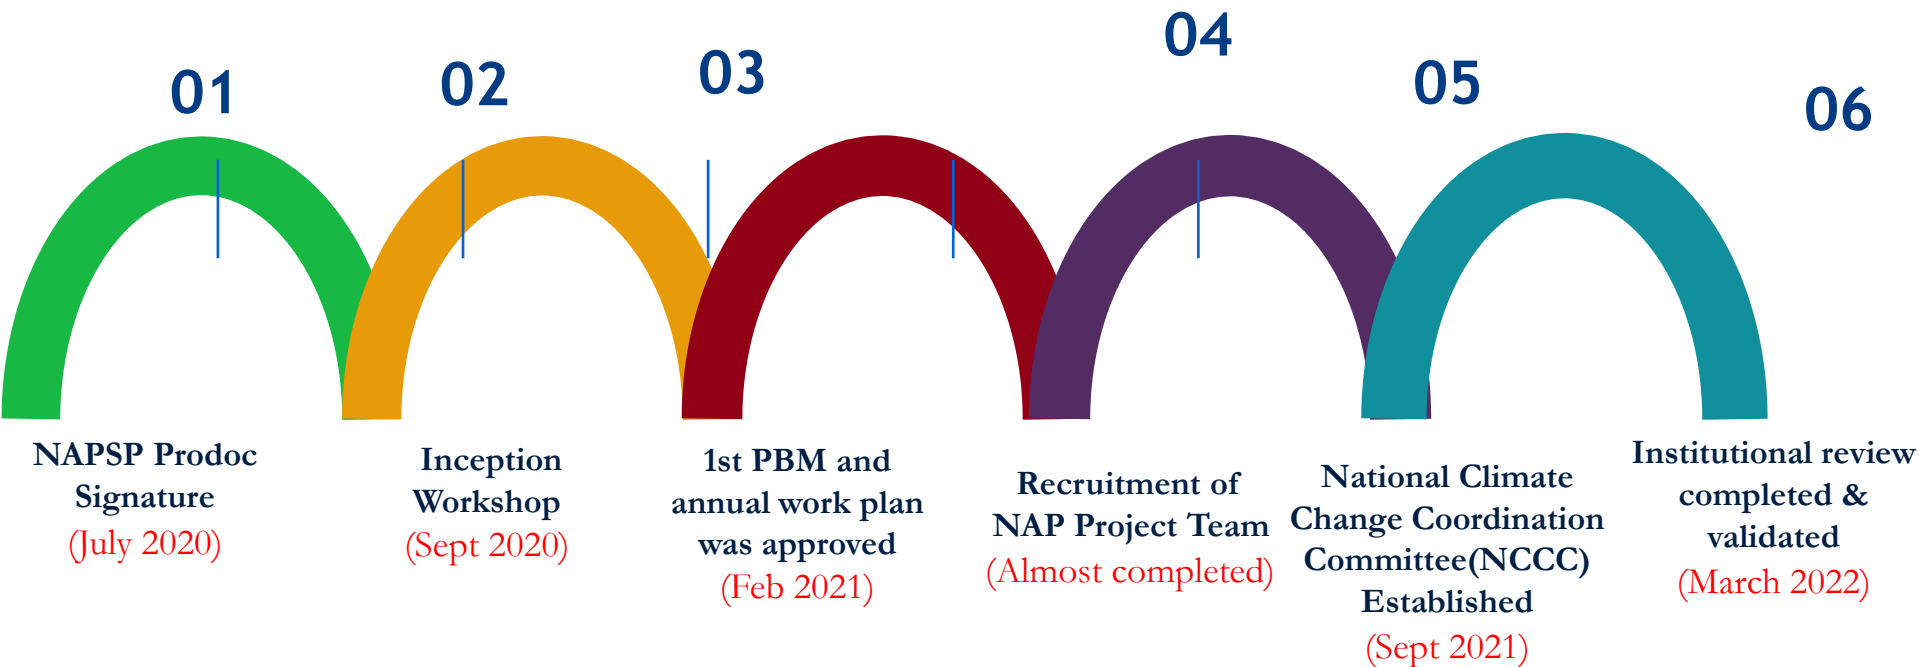 01
NAPSP Prodoc
Signature
(July 2020)
02
Inception
Workshop
(Sept 2020)
03
1st PBM and
annual work plan
was approved
(Feb 2021)
04
Recruitment of
NAP Project Team
(Almost completed)
05
National Climate
Change Coordination
Committee(NCCC)
Established
(Sept 2021)
06
Institutional review
completed &
validated
(March 2022)